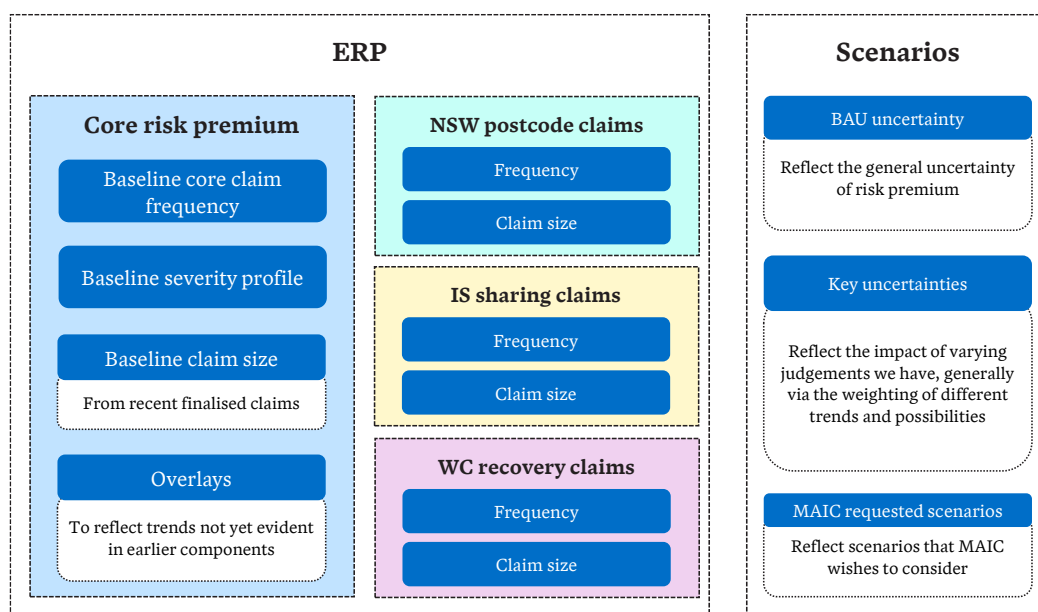 ERP
Core risk premium
Baseline core claim
frequency
Baseline severity profile
Baseline claim size
From recent finalised claims
Overlays
To reflect trends not yet evident
in earlier components
NSW postcode claims
Frequency
Claim size
IS sharing claims
Frequency
Claim size
WC recovery claims
Frequency
Claim size
Scenarios
BAU uncertainty
Reflect the general uncertainty
of risk premium
Key uncertainties
Reflect the impact of varying
judgements we have, generally
via the weighting of different
trends and possibilities
MAIC requested scenarios
Reflect scenarios that MAIC
wishes to consider